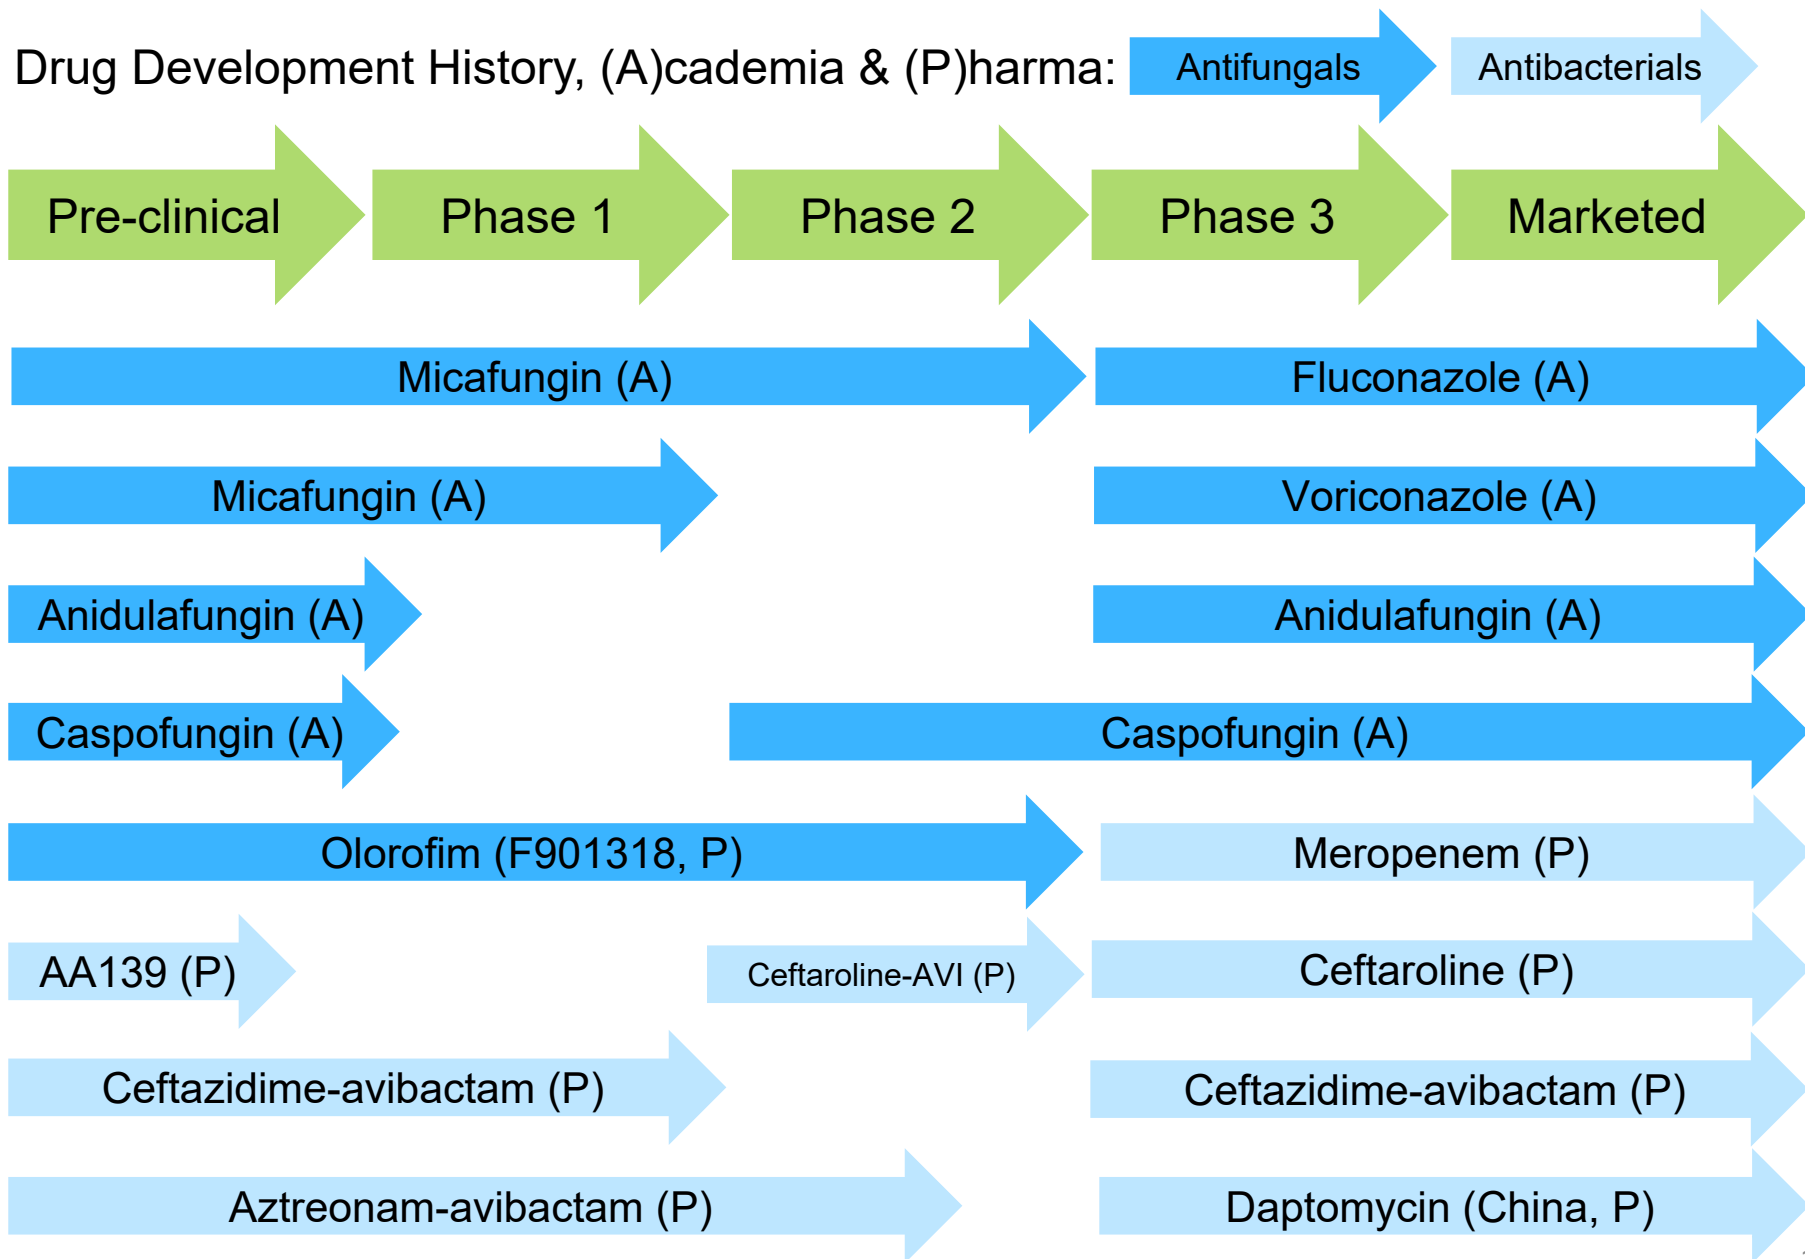 Drug Development History, (A)cademia & (P)harma:
Antifungals
Antibacterials
Pre-clinical
Phase 1
Phase 2
Phase 3
Marketed
Micafungin (A)
Fluconazole (A)
Micafungin (A)
Voriconazole (A)
Anidulafungin (A)
Anidulafungin (A)
Caspofungin (A)
Caspofungin (A)
Olorofim (F901318, P)
Meropenem (P)
AA139 (P)
Ceftaroline-AVI (P)
Ceftaroline (P)
Ceftazidime-avibactam (P)
Ceftazidime-avibactam (P)
Aztreonam-avibactam (P)
Daptomycin (China, P)